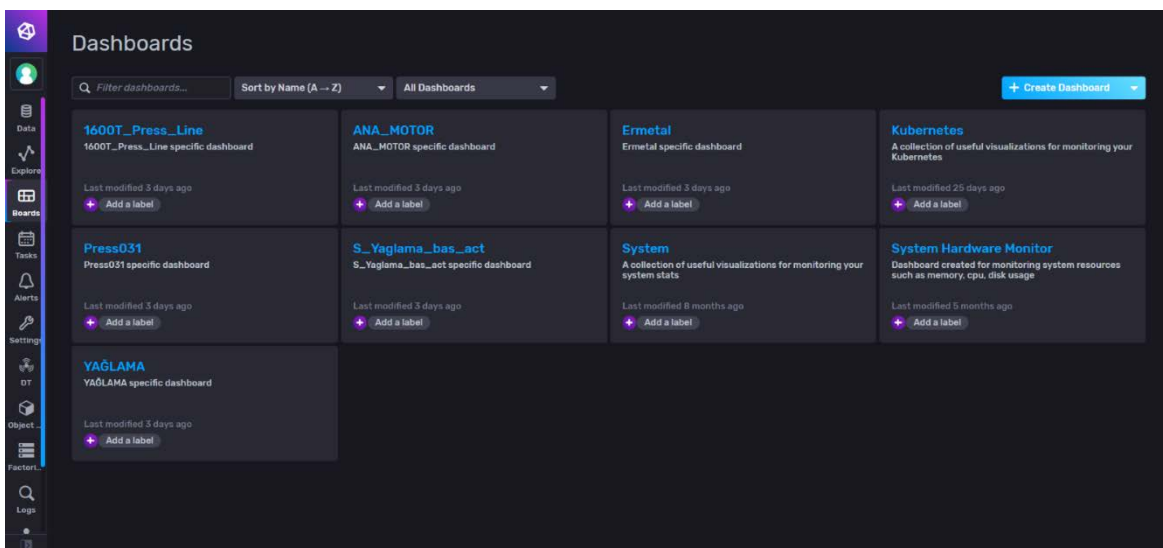 Dashboards
Filter dashboards...
Sort by Name (A → Z)
All Dashboards
+ Create Dashboard
Data
Explore
Boards
Tasks
Alerts
Settings
DT
Object ..
Factori..
Logs
1600T_Press_Line
1600T_Press_Line specific dashboard
Last modified 3 days ago
Add a label
ANA_MOTOR
ANA_MOTOR specific dashboard
Last modified 3 days ago
Add a label
Ermetal
Ermetal specific dashboard
Last modified 3 days ago
Add a label
Kubernetes
A collection of useful visualizations for monitoring your
Kubernetes
Last modified 25 days ago
Add a label
Press031
Press031 specific dashboard
Last modified 3 days ago
Add a label
S_Yaglama_bas_act
S_Yaglama_bas_act specific dashboard
Last modified 3 days ago
Add a label
System
A collection of useful visualizations for monitoring your
system stats
Last modified 8 months ago
Add a label
System Hardware Monitor
Dashboard created for monitoring system resources
such as memory, cpu, disk usage
Last modified 5 months ago
Add a label
YAĞLAMA
YAĞLAMA specific dashboard
Last modified 3 days ago
Add a label